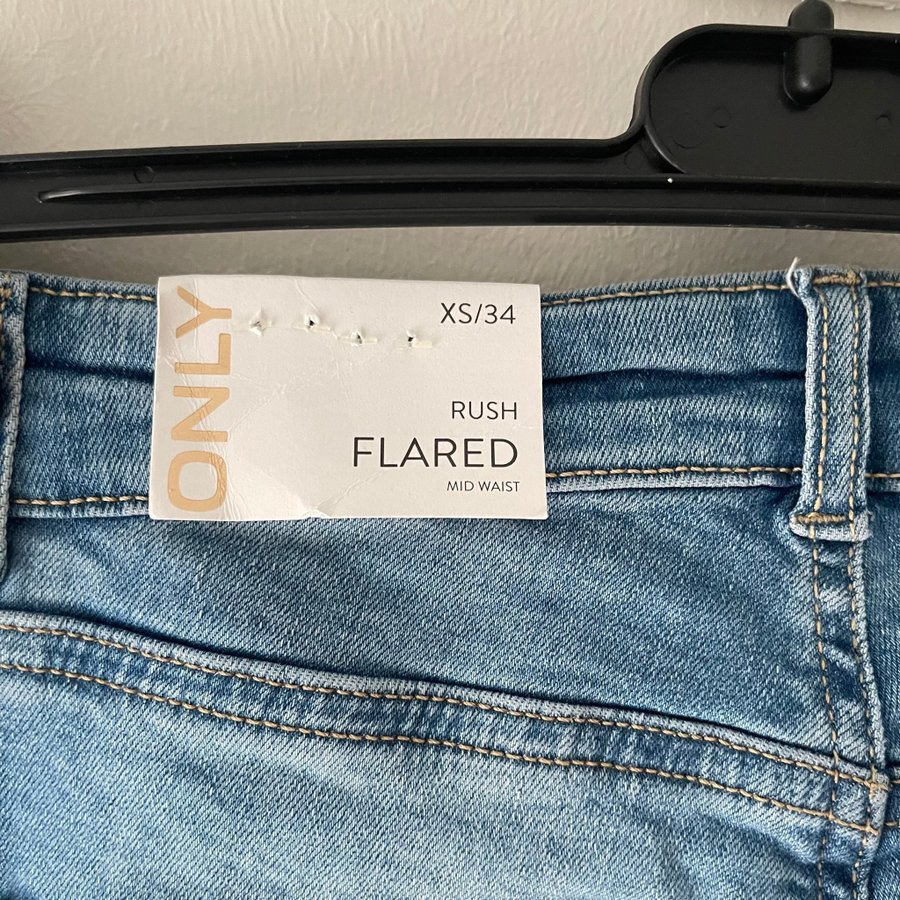 ONLY
XS/34
RUSH
FLARED
MID WAIST